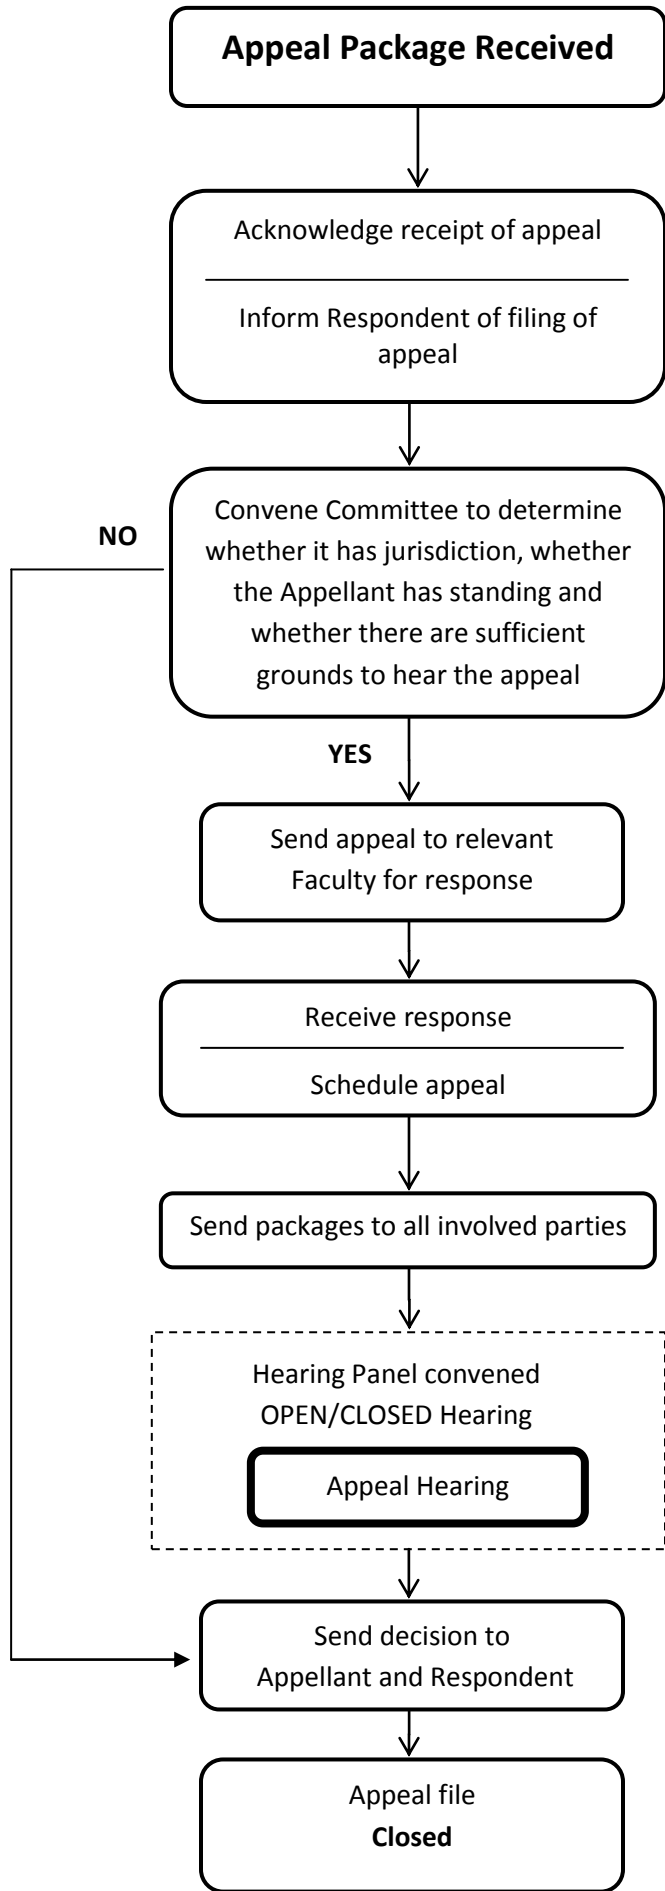 Appeal Package Received
Acknowledge receipt of appeal
Inform Respondent of filing of
appeal
NO
Convene Committee to determine
whether it has jurisdiction, whether
the Appellant has standing and
whether there are sufficient
grounds to hear the appeal
YES
Send appeal to relevant
Faculty for response
Receive response
Schedule appeal
Send packages to all involved parties
Hearing Panel convened
OPEN/CLOSED Hearing
Appeal Hearing
Send decision to
Appellant and Respondent
Appeal file
Closed